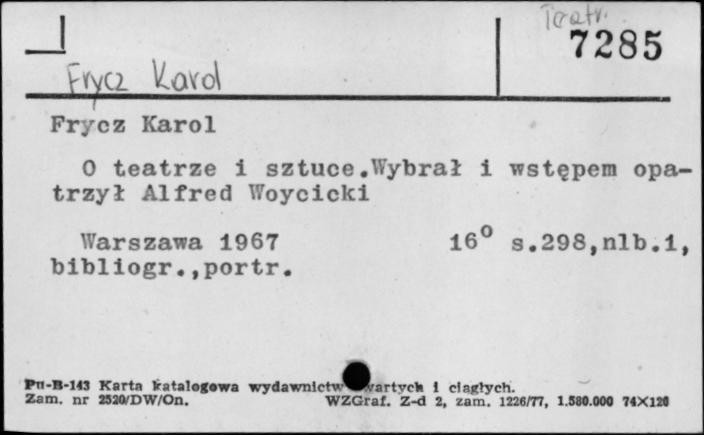 Teatr.
7285
Frycz Karol
Frycz Karol
O teatrze i sztuce.Wybrał i wstępem opa-
trzył Alfred Woycicki
Warszawa 1967 16° s.298,nlb.1,
bibliogr.,portr.
Pu-B-143 Karta katalogowa wydawnictw wartych i ciągłych.
Zam. nr 2520/DW/On. WZGraf. Z-d 2, zam. 1226/77, 1.580.000 74X120